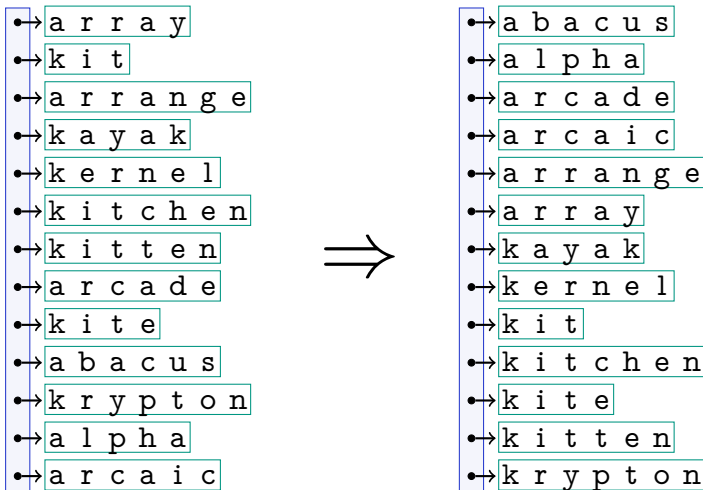 array
kit
arrange
kayak
kernel
kitchen
kitten
arcade
kite
abacus
krypton
alpha
arcaic
abacus
alpha
arcade
arcaic
arrange
array
kayak
kernel
kit
kitchen
kite
kitten
krypton